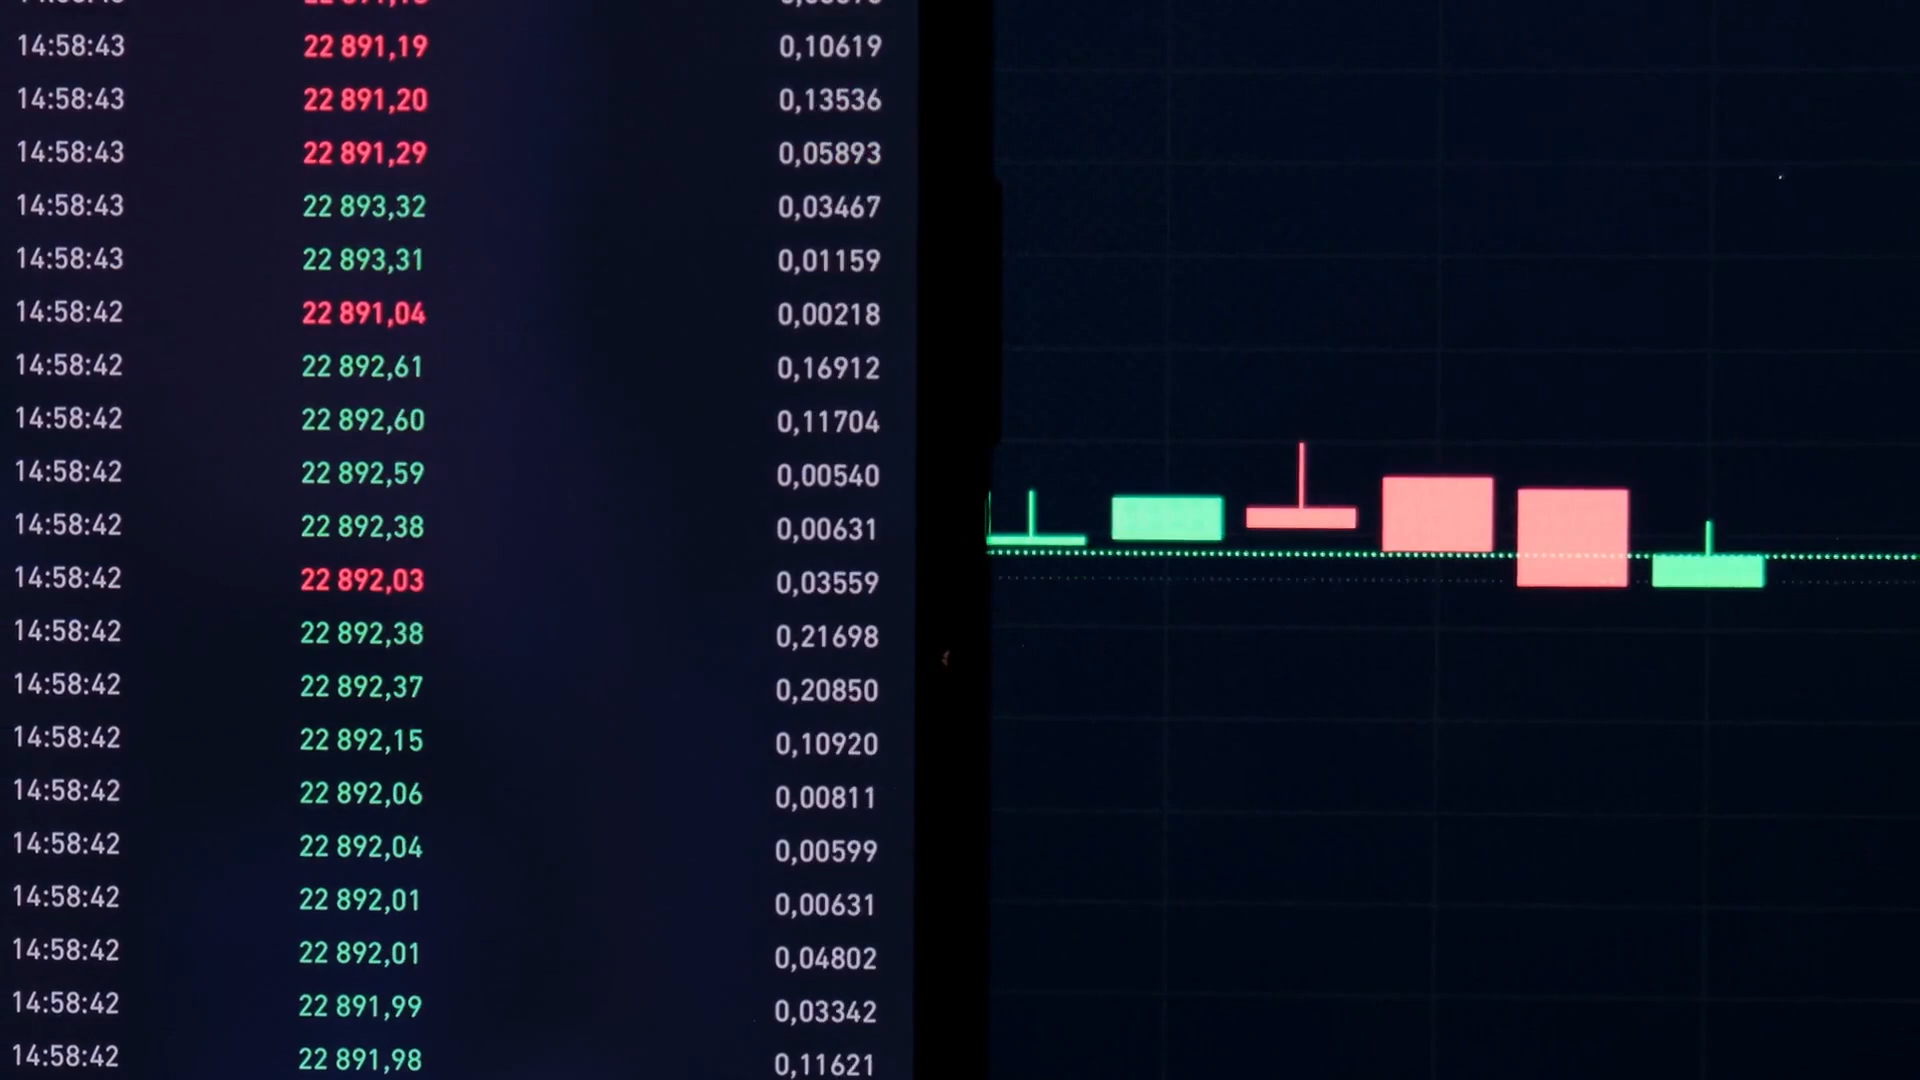 14:58:43 22 891,19 0,10619
14:58:43 22 891,20 0,13536
14:58:43 22 891,29 0,05893
14:58:43 22 893,32 0,03467
14:58:43 22 893,31 0,01159
14:58:42 22 891,04 0,00218
14:58:42 22 892,61 0,16912
14:58:42 22 892,60 0,11704
14:58:42 22 892,59 0,00540
14:58:42 22 892,38 0,00631
14:58:42 22 892,03 0,03559
14:58:42 22 892,38 0,21698
14:58:42 22 892,37 0,20850
14:58:42 22 892,15 0,10920
14:58:42 22 892,06 0,00811
14:58:42 22 892,04 0,00599
14:58:42 22 892,01 0,00631
14:58:42 22 892,01 0,04802
14:58:42 22 891,99 0,03342
14:58:42 22 891,98 0,11621